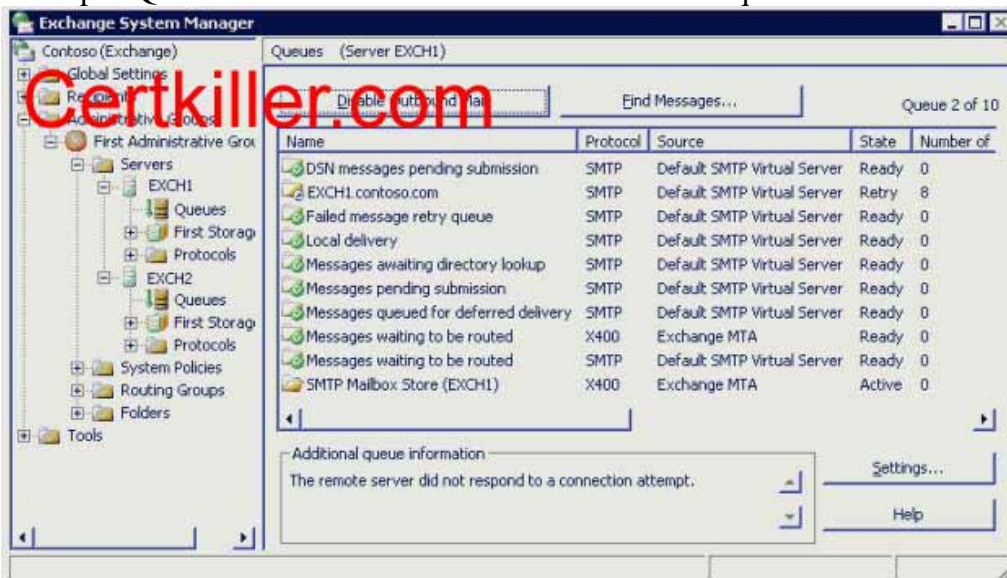 Exchange System Manager
Contoso (Exchange)
Global Settings
Recipients
Administrative Groups
First Administrative Grou
Servers
EXCH1
Queues
First Storag
Protocols
EXCH2
Queues
First Storag
Protocols
System Policies
Routing Groups
Folders
Tools
Certkiller.com
Queues (Server EXCH1)
Disable Outbound Mail
Find Messages...
Queue 2 of 10
Name Protocol Source State Number of
DSN messages pending submission SMTP Default SMTP Virtual Server Ready 0
EXCH1.contoso.com SMTP Default SMTP Virtual Server Retry 8
Failed message retry queue SMTP Default SMTP Virtual Server Ready 0
Local delivery SMTP Default SMTP Virtual Server Ready 0
Messages awaiting directory lookup SMTP Default SMTP Virtual Server Ready 0
Messages pending submission SMTP Default SMTP Virtual Server Ready 0
Messages queued for deferred delivery SMTP Default SMTP Virtual Server Ready 0
Messages waiting to be routed X400 Exchange MTA Ready 0
Messages waiting to be routed SMTP Default SMTP Virtual Server Ready 0
SMTP Mailbox Store (EXCH1) X400 Exchange MTA Active 0
Additional queue information
The remote server did not respond to a connection attempt.
Settings...
Help